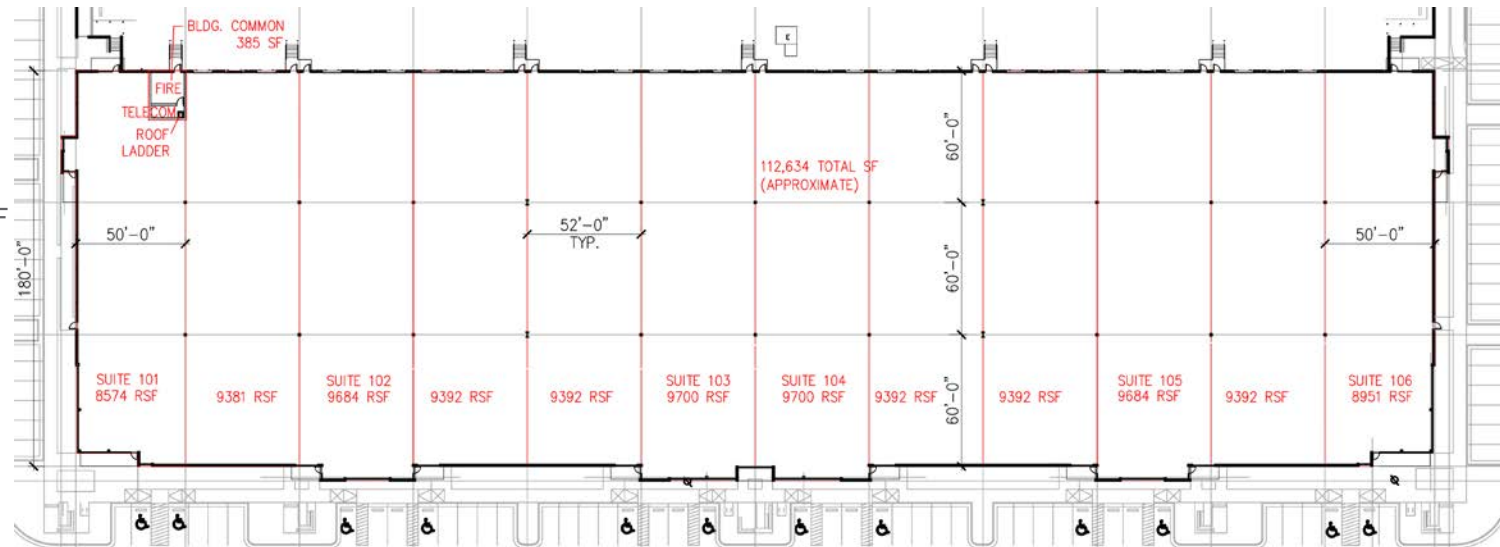 BLDG. COMMON
385 SF
E
FIRE
TELECOM
ROOF
LADDER
112,634 TOTAL SF
(APPROXIMATE)
60'-0"
50'-0"
52'-0"
TYP.
50'-0"
180'-0"
60'-0"
SUITE 101
8574 RSF
9381 RSF
SUITE 102
9684 RSF
9392 RSF
9392 RSF
SUITE 103
9700 RSF
SUITE 104
9700 RSF
9392 RSF
60'-0"
9392 RSF
SUITE 105
9684 RSF
9392 RSF
SUITE 106
8951 RSF